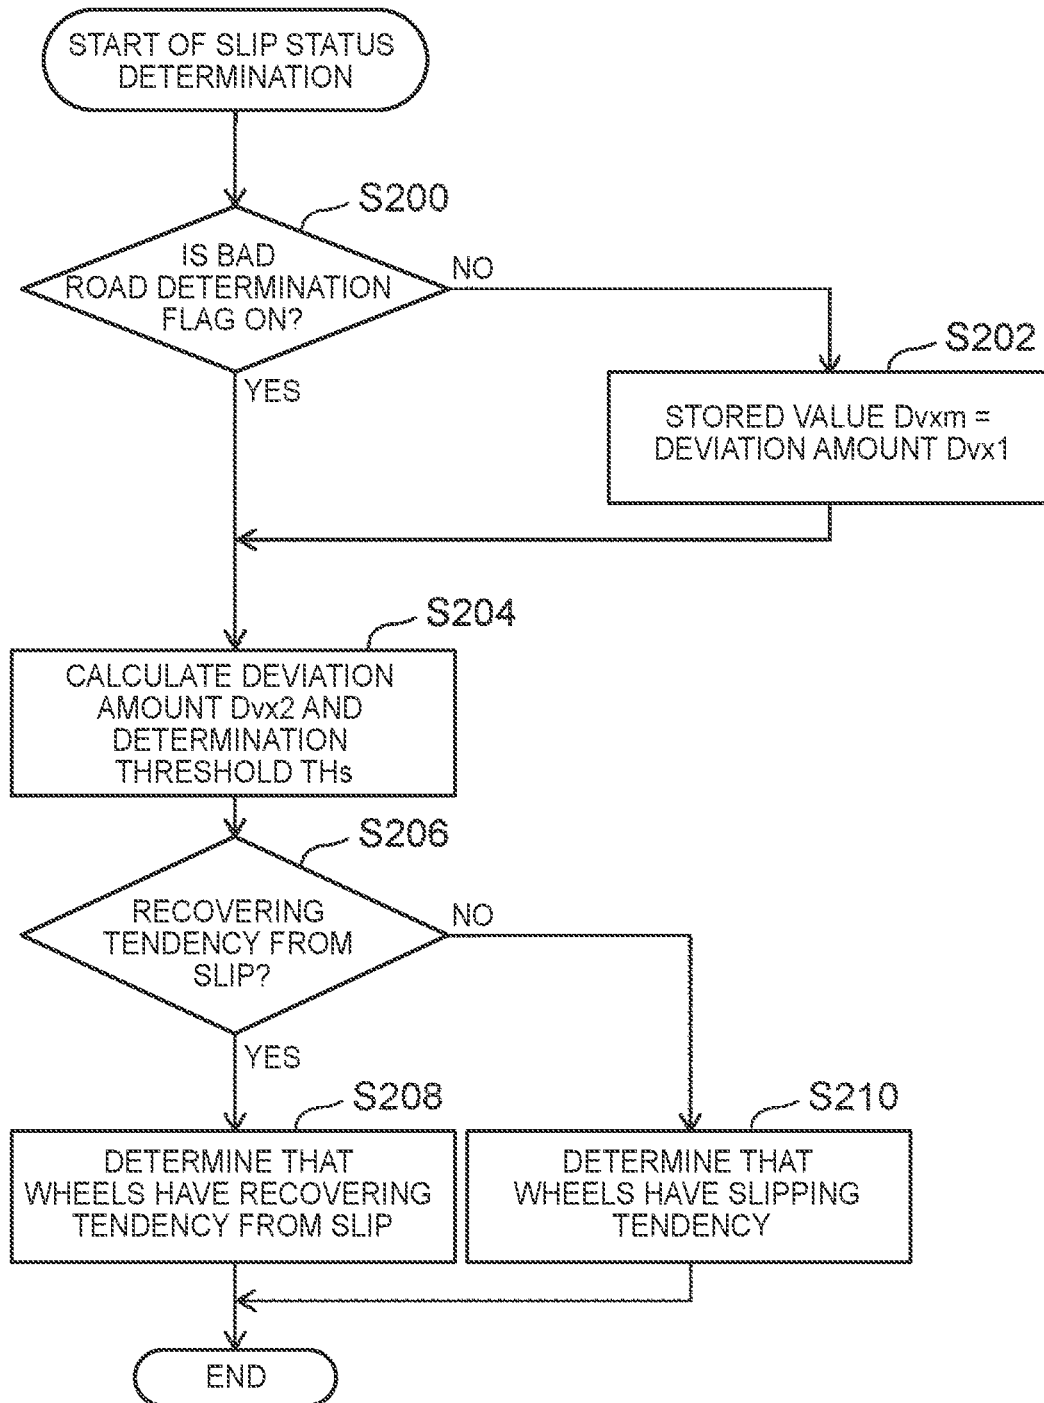 START OF SLIP STATUS
DETERMINATION
S200
IS BAD
ROAD DETERMINATION
FLAG ON?
NO
YES
S202
STORED VALUE Dvxm =
DEVIATION AMOUNT Dvx1
S204
CALCULATE DEVIATION
AMOUNT Dvx2 AND
DETERMINATION
THRESHOLD THs
S206
RECOVERING
TENDENCY FROM
SLIP?
NO
YES
S208
DETERMINE THAT
WHEELS HAVE RECOVERING
TENDENCY FROM SLIP
S210
DETERMINE THAT
WHEELS HAVE SLIPPING
TENDENCY
END